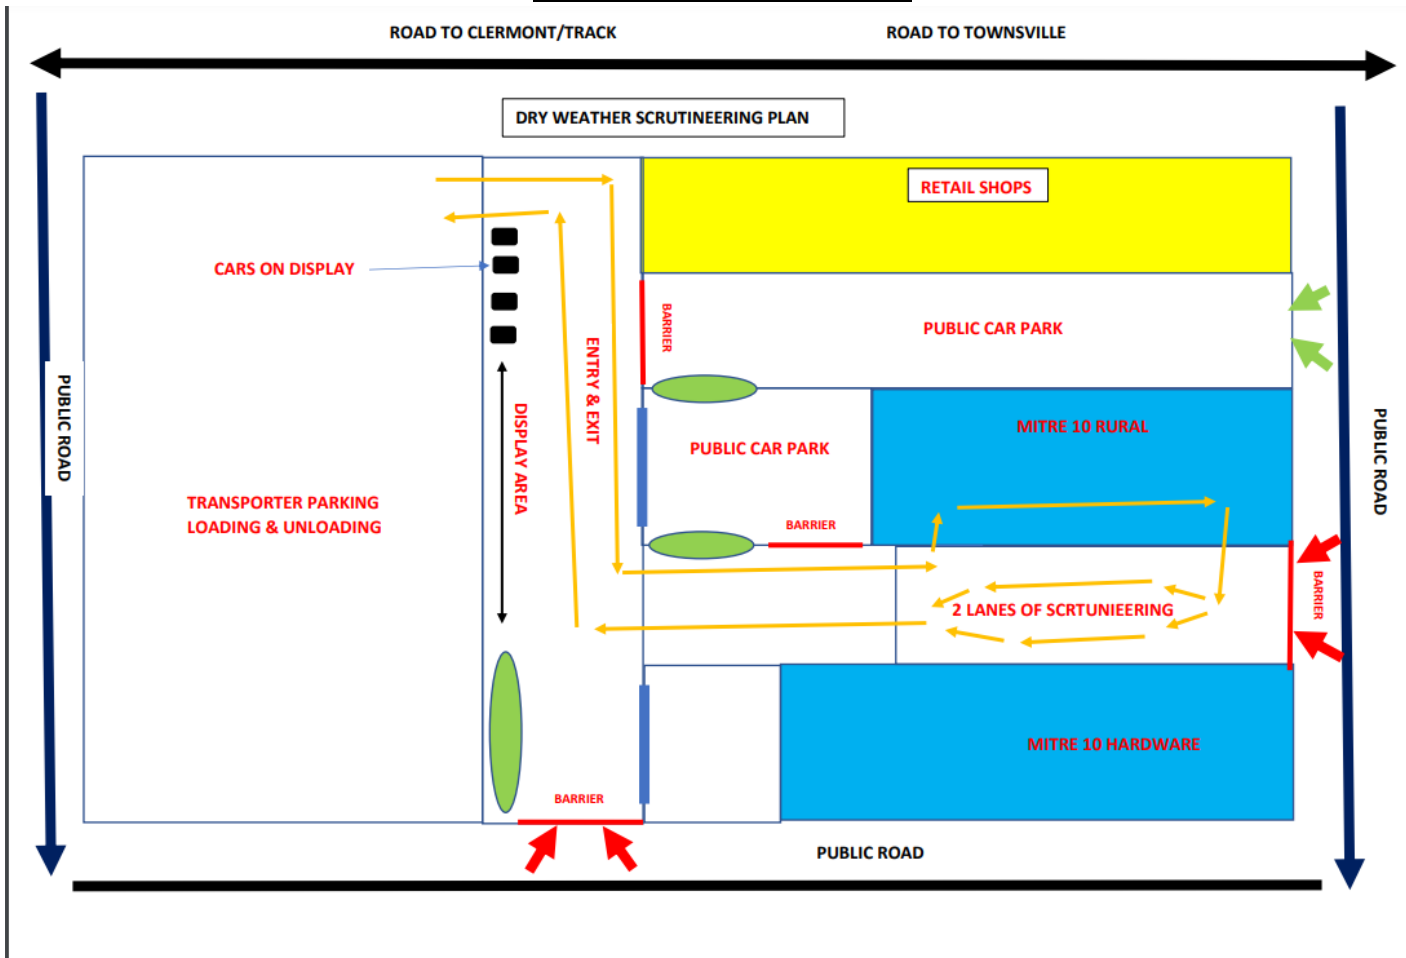 ROAD TO CLERMONT/TRACK
ROAD TO TOWNSVILLE
DRY WEATHER SCRUTINEERING PLAN
RETAIL SHOPS
CARS ON DISPLAY
BARRIER
PUBLIC CAR PARK
ENTRY & EXIT
PUBLIC ROAD
DISPLAY AREA
PUBLIC CAR PARK
MITRE 10 RURAL
PUBLIC ROAD
TRANSPORTER PARKING
LOADING & UNLOADING
BARRIER
2 LANES OF SCRTUNIEERING
BARRIER
MITRE 10 HARDWARE
BARRIER
PUBLIC ROAD